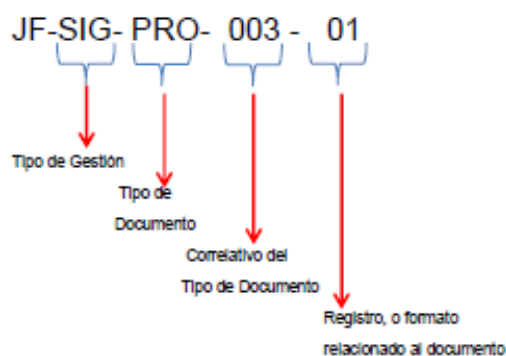 JF-SIG- PRO- 003 - 01
Tipo de Gestión
Tipo de
Documento
Correlativo del
Tipo de Documento
Registro, o formato
relacionado al documento